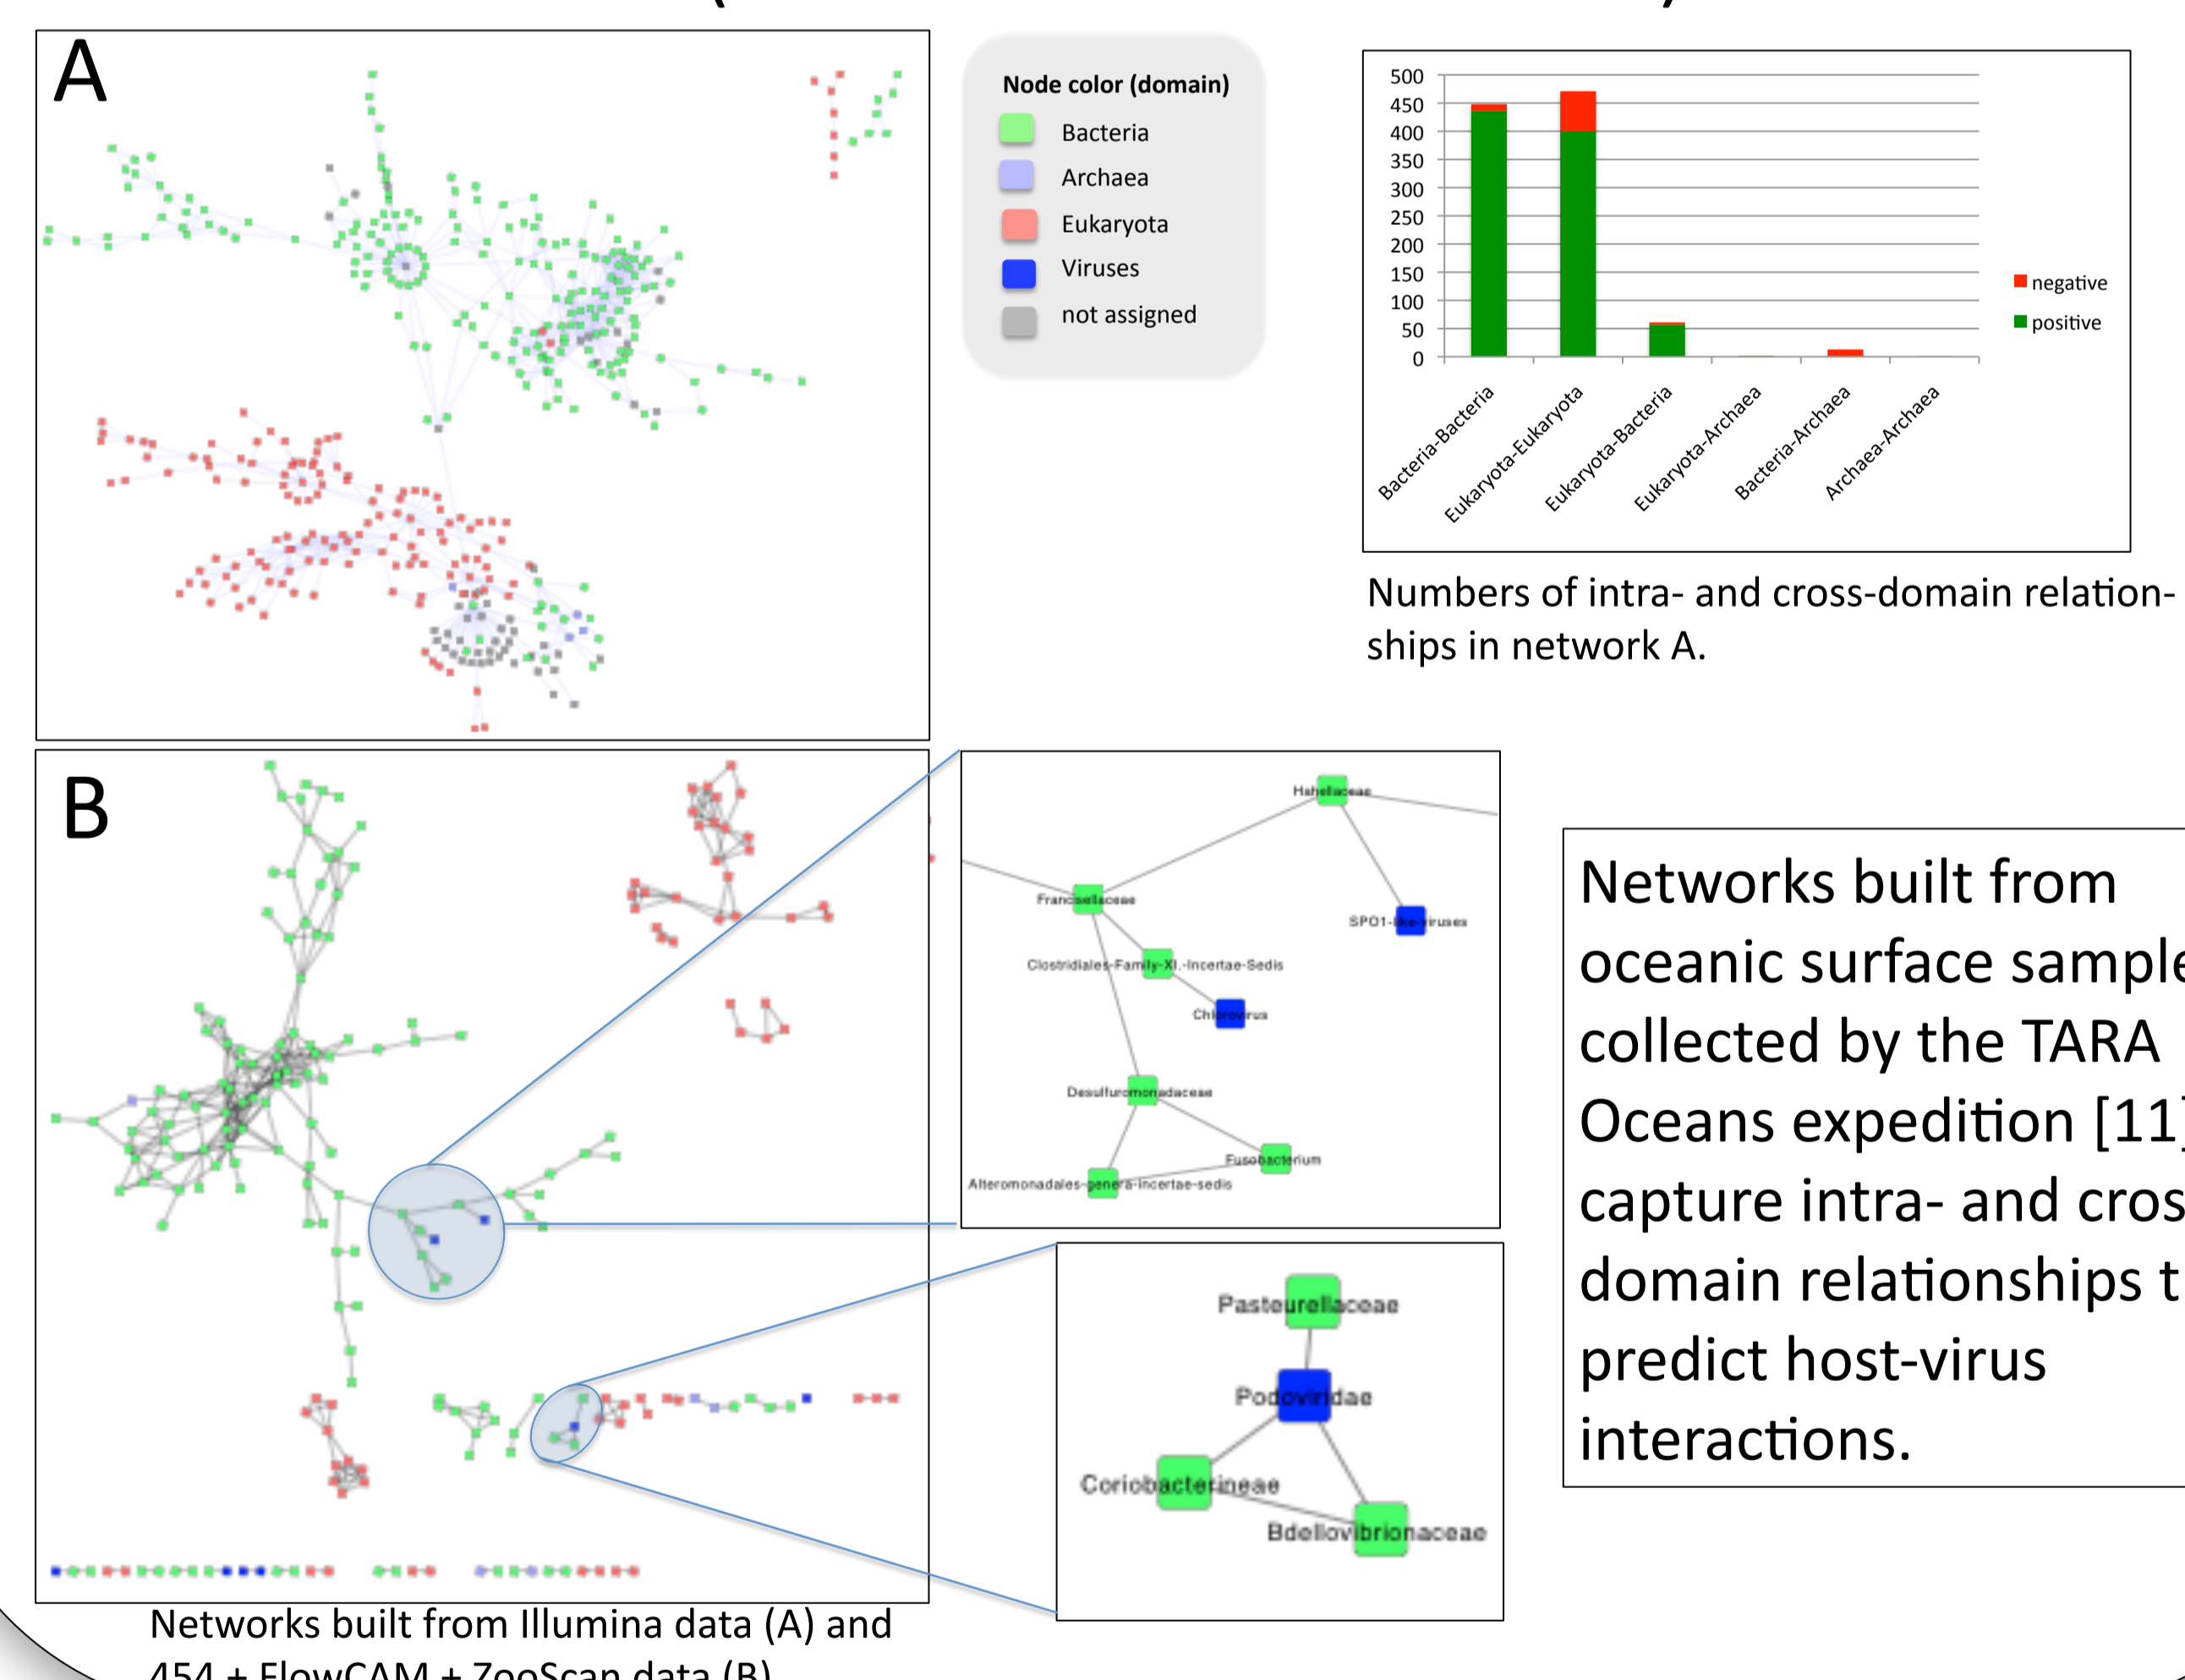 A
Node color (domain)
Bacteria
Archaea
Eukaryota
Viruses
not assigned
500
450
400
350
300
250
200
150
100
50
0
negative
positive
Bacteria-Bacteria
Eukaryota-Eukaryota
Eukaryota-Bacteria
Eukaryota-Archaea
Bacteria-Archaea
Archaea-Archaea
Numbers of intra- and cross-domain relation-
ships in network A.
B
Hahellaceae
Francisellaceae
SPO1-like-viruses
Clostridiales-Family-XI.-Incertae-Sedis
Chlorovirus
Desulfuromonadaceae
Fusobacterium
Alteromonadales-genera-incertae-sedis
Pasteurellaceae
Podoviridae
Coriobacterineae
Bdellovibrionaceae
Networks built from
oceanic surface sample
collected by the TARA
Oceans expedition [11]
capture intra- and cros
domain relationships t
predict host-virus
interactions.
Networks built from Illumina data (A) and
454 + FlowCAM + ZooScan data (B)